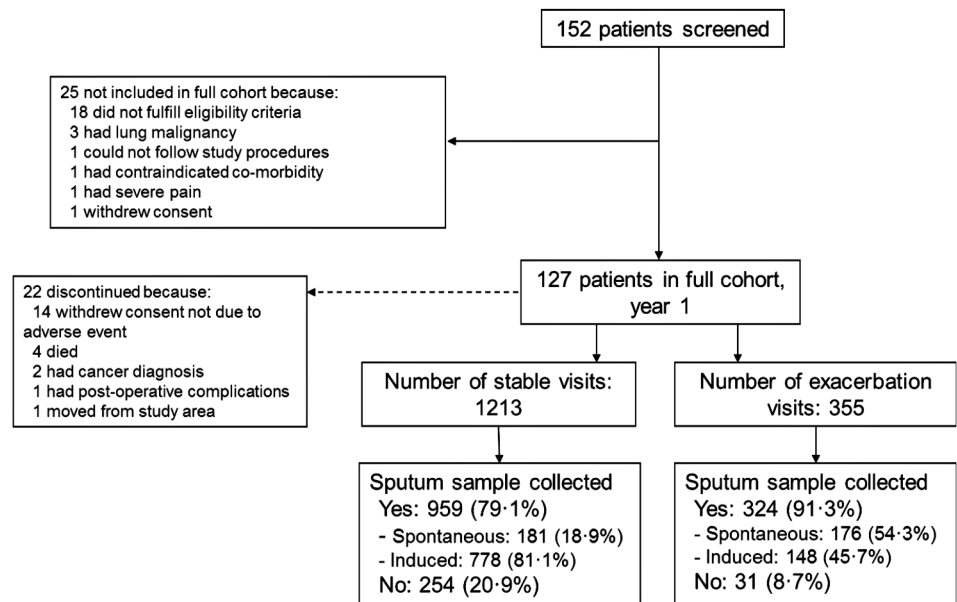 152 patients screened
25 not included in full cohort because:
18 did not fulfill eligibility criteria
3 had lung malignancy
1 could not follow study procedures
1 had contraindicated co-morbidity
1 had severe pain
1 withdrew consent
127 patients in full cohort,
year 1
22 discontinued because:
14 withdrew consent not due to
adverse event
4 died
2 had cancer diagnosis
1 had post-operative complications
1 moved from study area
Number of stable visits:
1213
Number of exacerbation
visits: 355
Sputum sample collected
Yes: 959 (79·1%)
- Spontaneous: 181 (18·9%)
- Induced: 778 (81·1%)
No: 254 (20·9%)
Sputum sample collected
Yes: 324 (91·3%)
- Spontaneous: 176 (54·3%)
- Induced: 148 (45·7%)
No: 31 (8·7%)